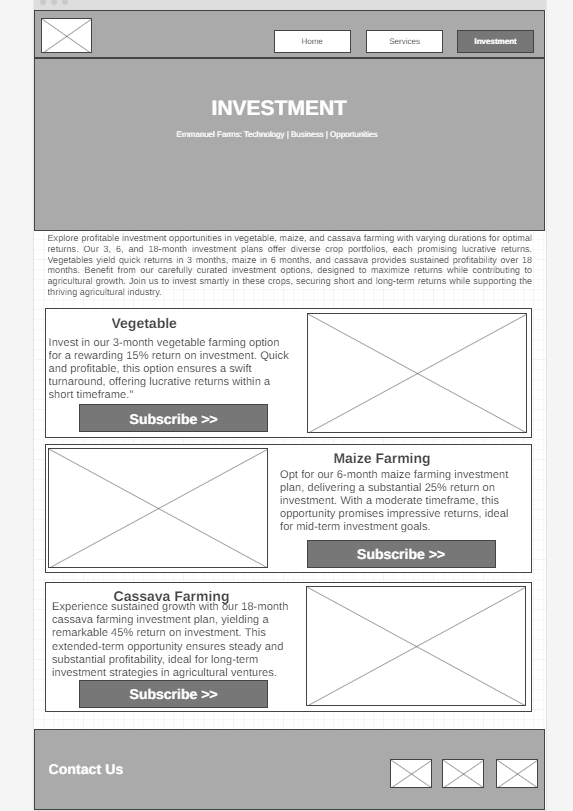 Home
Services
Investment
INVESTMENT
Emmanuel Farms: Technology | Business | Opportunities
Explore profitable investment opportunities in vegetable, maize, and cassava farming with varying durations for optimal
returns. Our 3, 6, and 18-month investment plans offer diverse crop portfolios, each promising lucrative returns.
Vegetables yield quick returns in 3 months, maize in 6 months, and cassava provides sustained profitability over 18
months. Benefit from our carefully curated investment options, designed to maximize returns while contributing to
agricultural growth. Join us to invest smartly in these crops, securing short and long-term returns while supporting the
thriving agricultural industry.
Vegetable
Invest in our 3-month vegetable farming option
for a rewarding 15% return on investment. Quick
and profitable, this option ensures a swift
turnaround, offering lucrative returns within a
short timeframe."
Subscribe >>
Maize Farming
Opt for our 6-month maize farming investment
plan, delivering a substantial 25% return on
investment. With a moderate timeframe, this
opportunity promises impressive returns, ideal
for mid-term investment goals.
Subscribe >>
Cassava Farming
Experience sustained growth with our 18-month
cassava farming investment plan, yielding a
remarkable 45% return on investment. This
extended-term opportunity ensures steady and
substantial profitability, ideal for long-term
investment strategies in agricultural ventures.
Subscribe >>
Contact Us